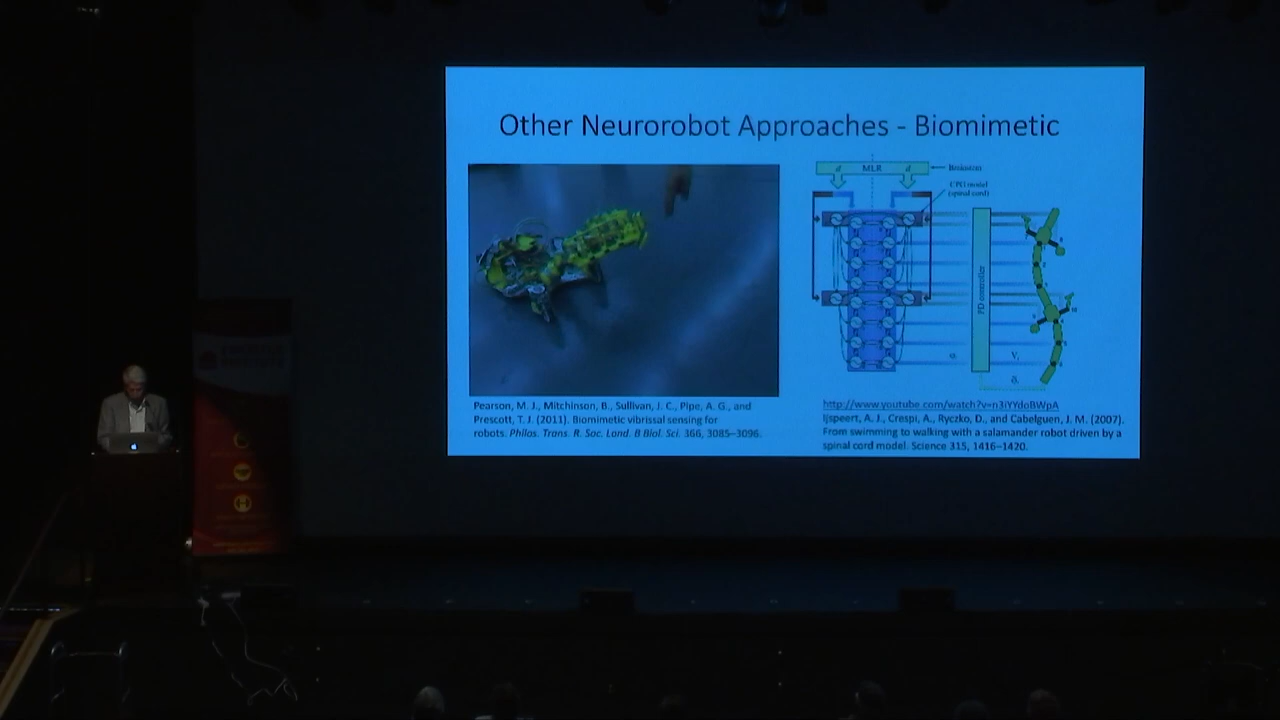 Other Neurorobot Approaches - Biomimetic
d MLR d
Brainstem
CPG model
(spinal cord)
PD controller
Pearson, M. J., Mitchinson, B., Sullivan, J. C., Pipe, A. G., and
Prescott, T. J. (2011). Biomimetic vibrissal sensing for
robots. Philos. Trans. R. Soc. Lond. B Biol. Sci. 366, 3085–3096.
http://www.youtube.com/watch?v=n3iYYdoBWpA
Ijspeert, A. J., Crespi, A., Ryczko, D., and Cabelguen, J. M. (2007).
From swimming to walking with a salamander robot driven by a
spinal cord model. Science 315, 1416–1420.